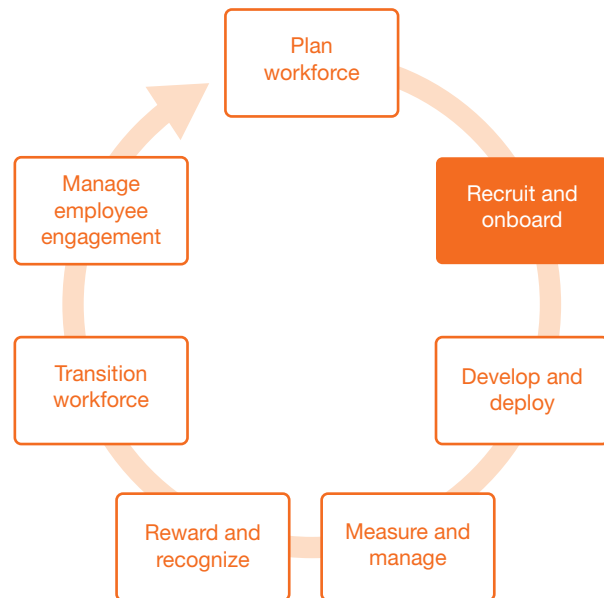 Plan
workforce
Recruit and
onboard
Develop and
deploy
Measure and
manage
Reward and
recognize
Transition
workforce
Manage
employee
engagement